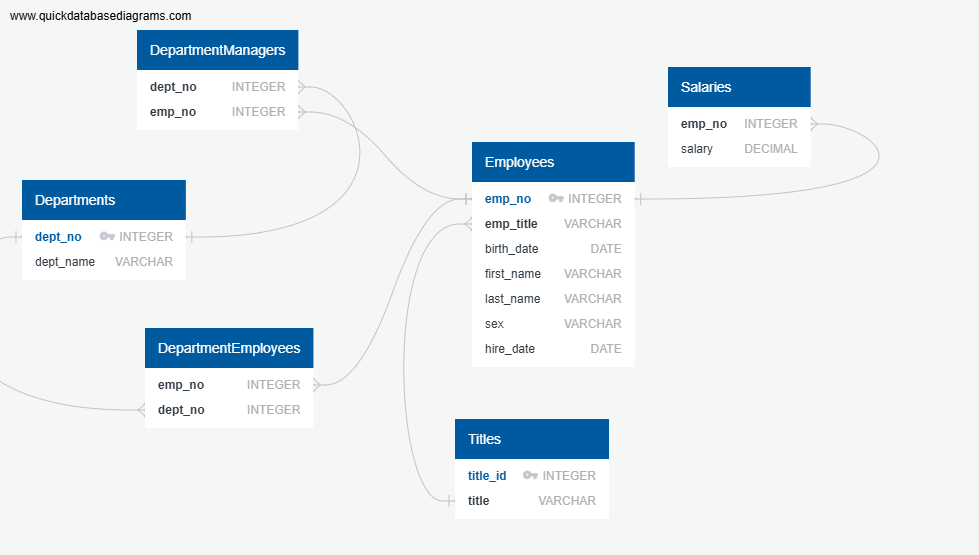 www.quickdatabasediagrams.com
DepartmentManagers
dept_no INTEGER
emp_no INTEGER
Departments
dept_no INTEGER
dept_name VARCHAR
DepartmentEmployees
emp_no INTEGER
dept_no INTEGER
Employees
emp_no INTEGER
emp_title VARCHAR
birth_date DATE
first_name VARCHAR
last_name VARCHAR
sex VARCHAR
hire_date DATE
Titles
title_id INTEGER
title VARCHAR
Salaries
emp_no INTEGER
salary DECIMAL